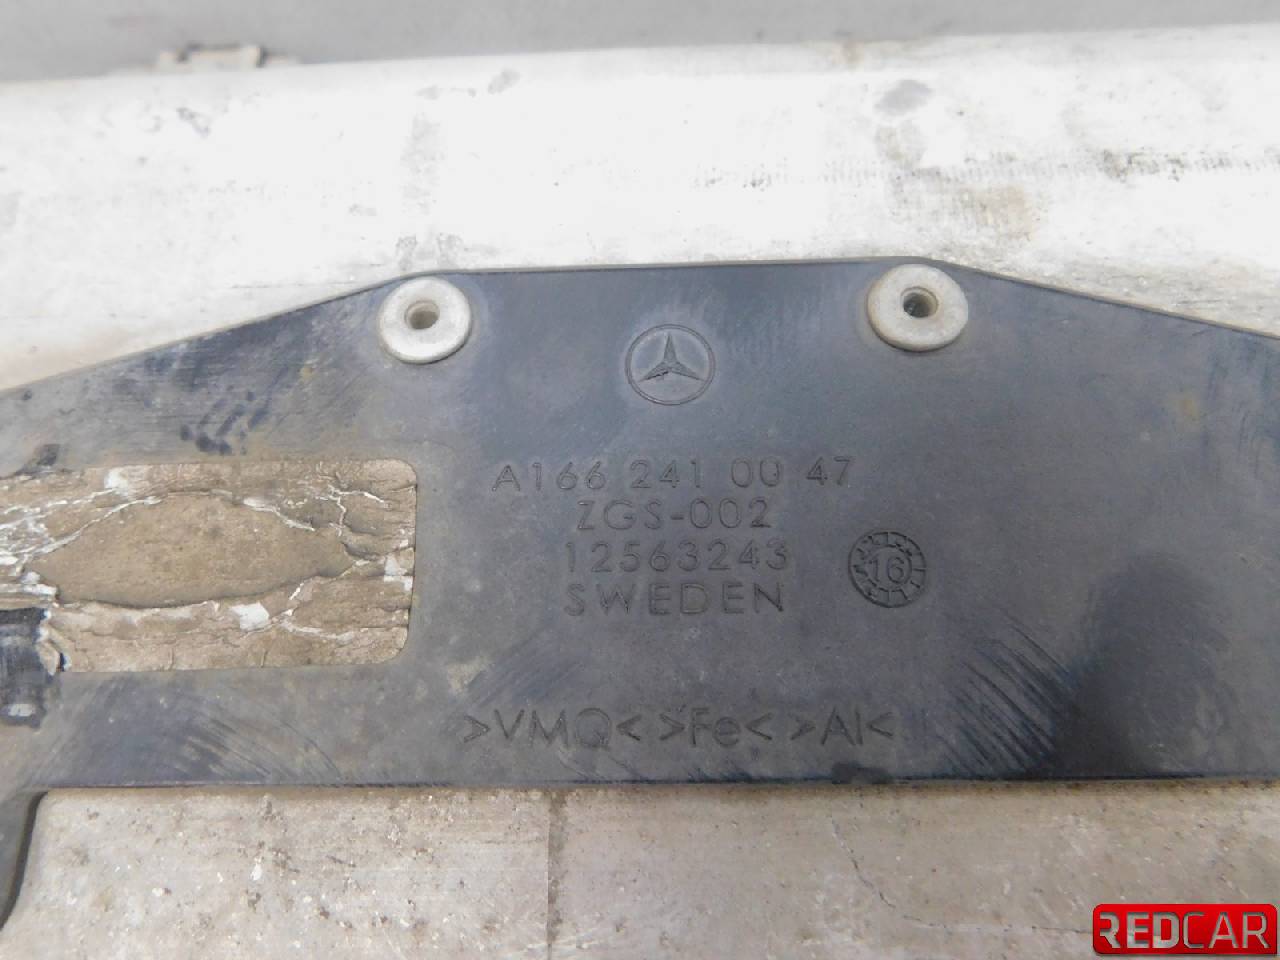 A166 241 00 47
ZGS-002
12563243
SWEDEN
16
>VMQ< >Fe< >Al<
REDCAR